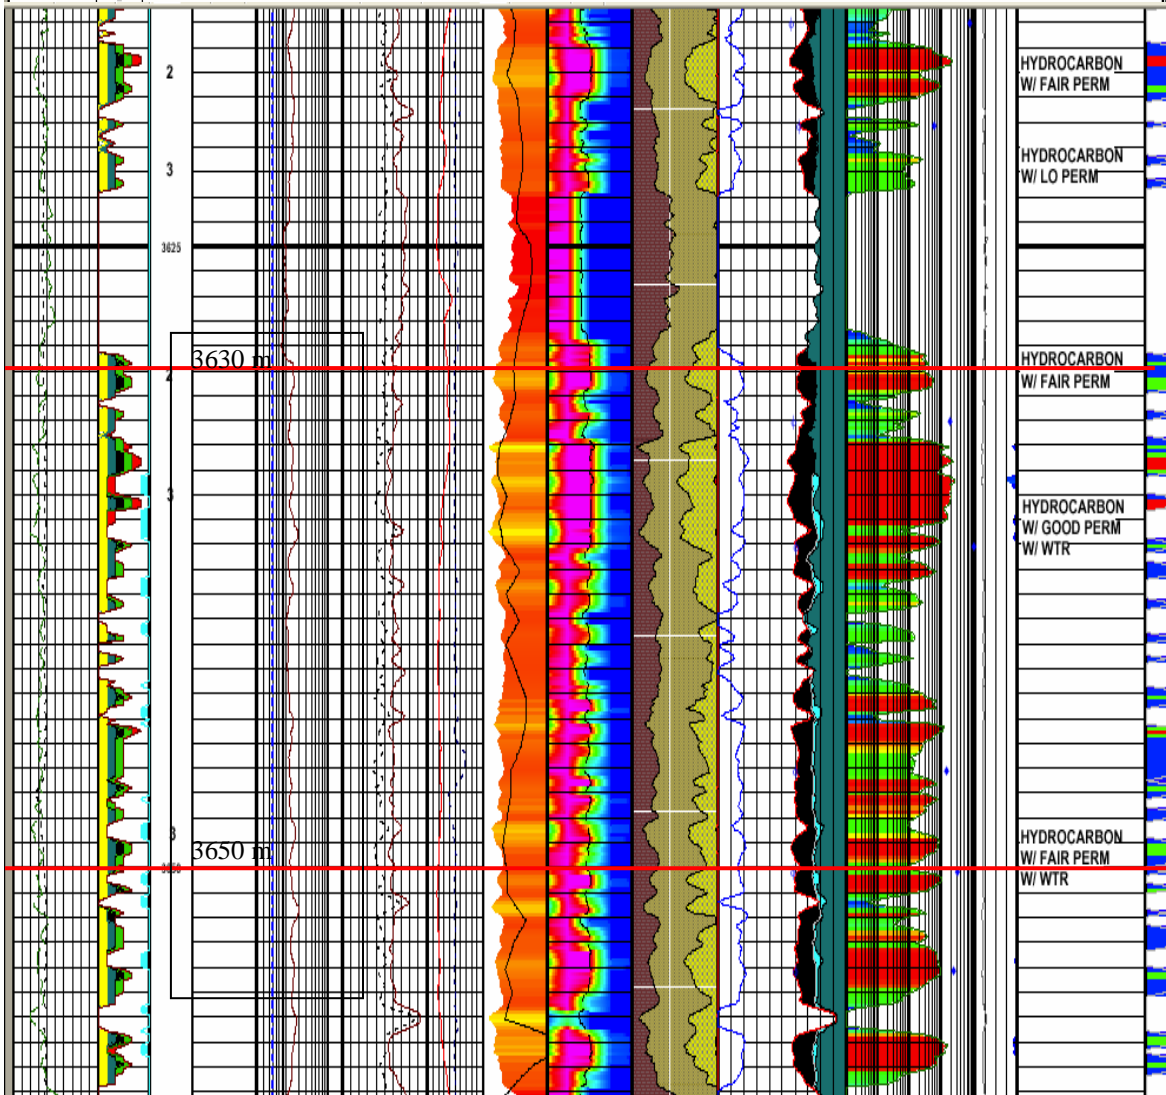 2
HYDROCARBON
W/ FAIR PERM
3
HYDROCARBON
W/ LO PERM
3625
3630 m
2
HYDROCARBON
W/ FAIR PERM
3
HYDROCARBON
W/ GOOD PERM
W/ WTR
3
3650 m
3650
HYDROCARBON
W/ FAIR PERM
W/ WTR